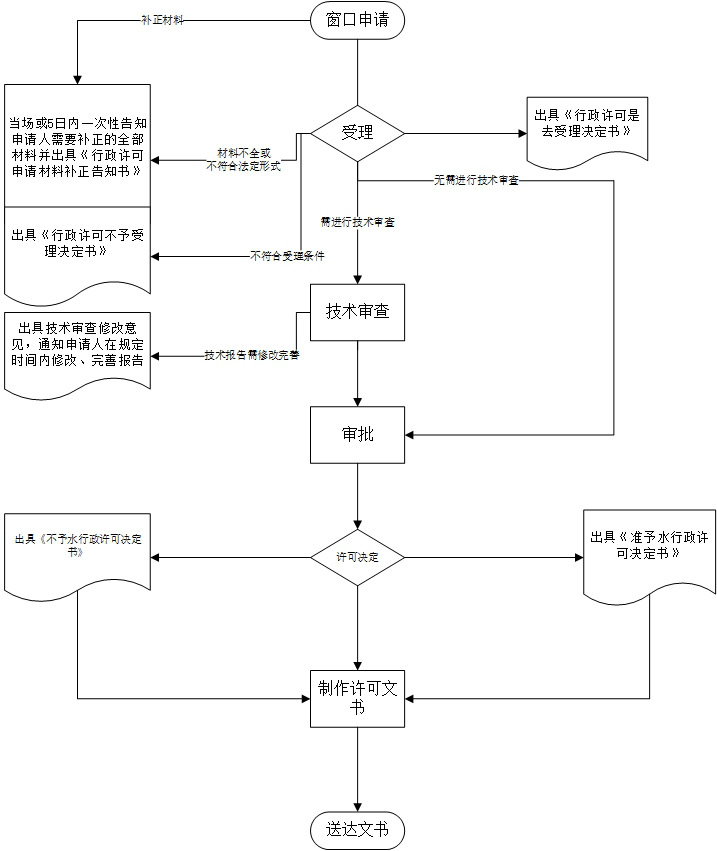 窗口申请
补正材料
当场或5日内一次性告知
申请人需要补正的全部
材料并出具《行政许可
申请材料补正告知书》
受理
出具《行政许可是
去受理决定书》
材料不全或
不符合法定形式
无需进行技术审查
需进行技术审查
出具《行政许可不予受
理决定书》
不符合受理条件
技术审查
出具技术审查修改意
见，通知申请人在规定
时间内修改、完善报告
技术报告需修改完善
审批
出具《不予水行政许可决定
书》
许可决定
出具《准予水行政许
可决定书》
制作许可文
书
送达文书